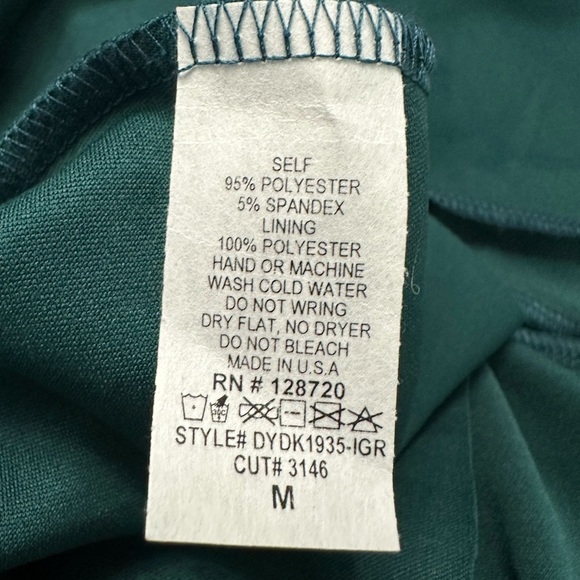 SELF
95% POLYESTER
5% SPANDEX
LINING
100% POLYESTER
HAND OR MACHINE
WASH COLD WATER
DO NOT WRING
DRY FLAT, NO DRYER
DO NOT BLEACH
MADE IN U.S.A
RN # 128720
STYLE# DYDK1935-IGR
CUT# 3146
M